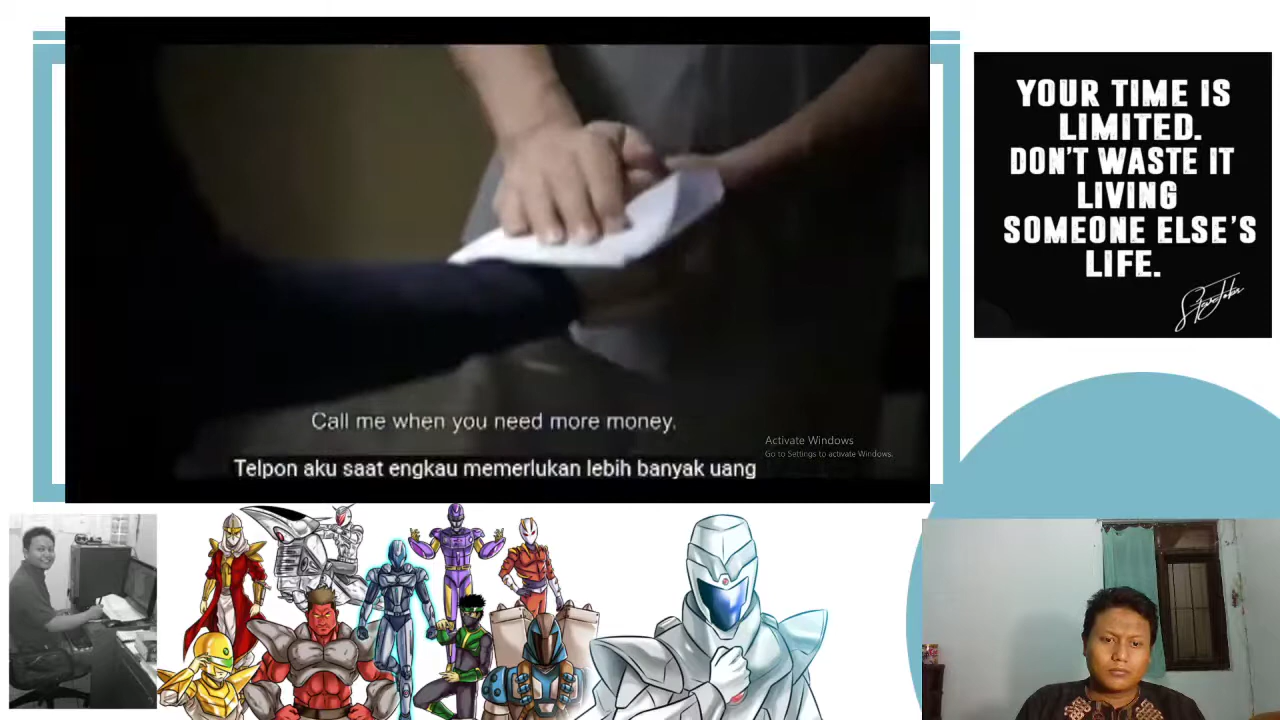 Call me when you need more money.
Telpon aku saat engkau memerlukan lebih banyak uang
Activate Windows
Go to Settings to activate Windows.
YOUR TIME IS
LIMITED.
DON'T WASTE IT
LIVING
SOMEONE ELSE'S
LIFE.